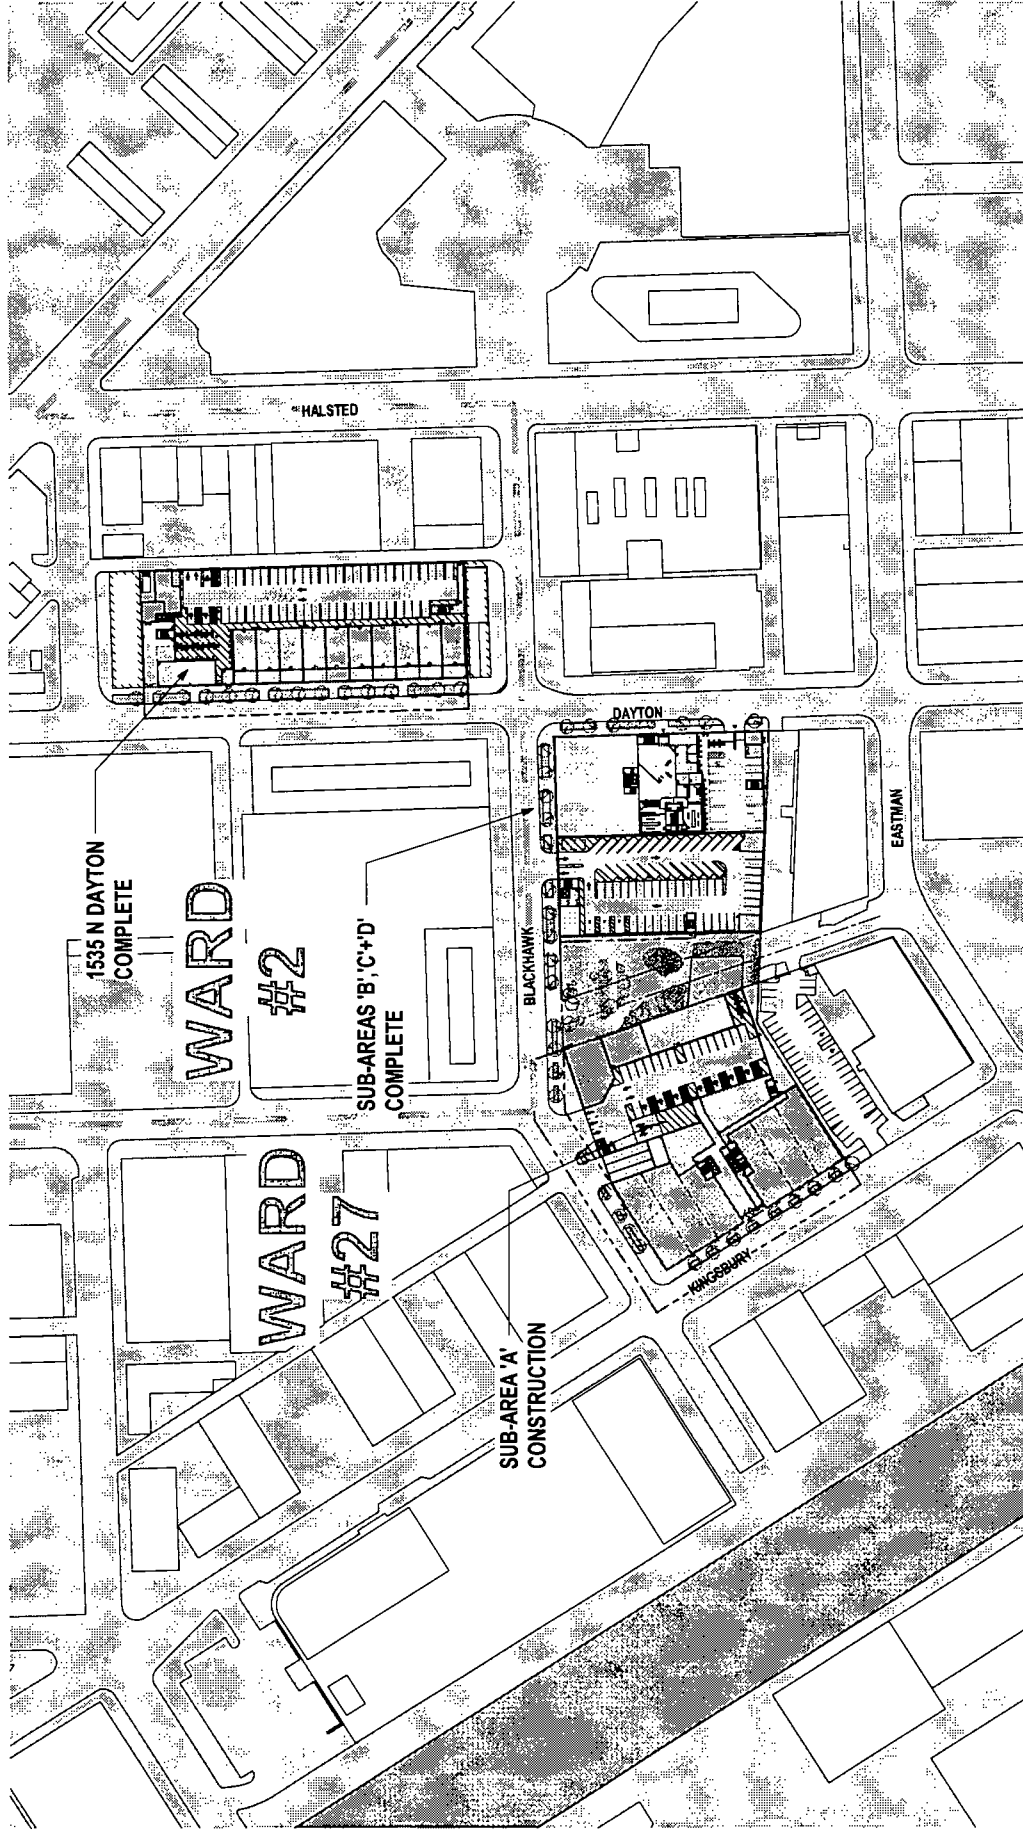 HALSTED
DAYTON
EASTMAN
1535 N DAYTON
COMPLETE
WARD
#2
SUB-AREAS 'B','C'+'D'
COMPLETE
BLACKHAWK
WARD
#27
KINGSBURY
SUB-AREA 'A'
CONSTRUCTION